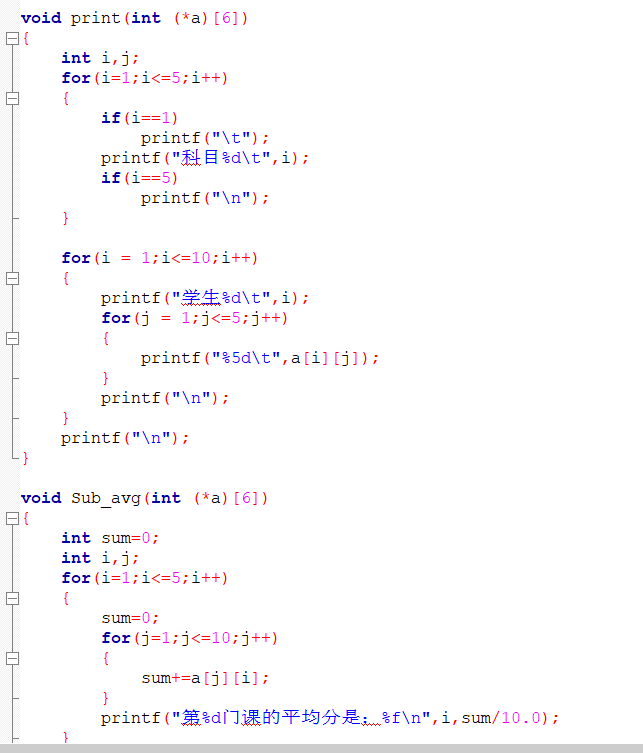 void print(int (*a)[6])
{
    int i,j;
    for(i=1;i<=5;i++)
    {
        if(i==1)
            printf("\t");
        printf("科目%d\t",i);
        if(i==5)
            printf("\n");
    }

    for(i = 1;i<=10;i++)
    {
        printf("学生%d\t",i);
        for(j = 1;j<=5;j++)
        {
            printf("%5d\t",a[i][j]);
        }
        printf("\n");
    }
    printf("\n");
}

void Sub_avg(int (*a)[6])
{
    int sum=0;
    int i,j;
    for(i=1;i<=5;i++)
    {
        sum=0;
        for(j=1;j<=10;j++)
        {
            sum+=a[j][i];
        }
        printf("第%d门课的平均分是：%f\n",i,sum/10.0);
    }